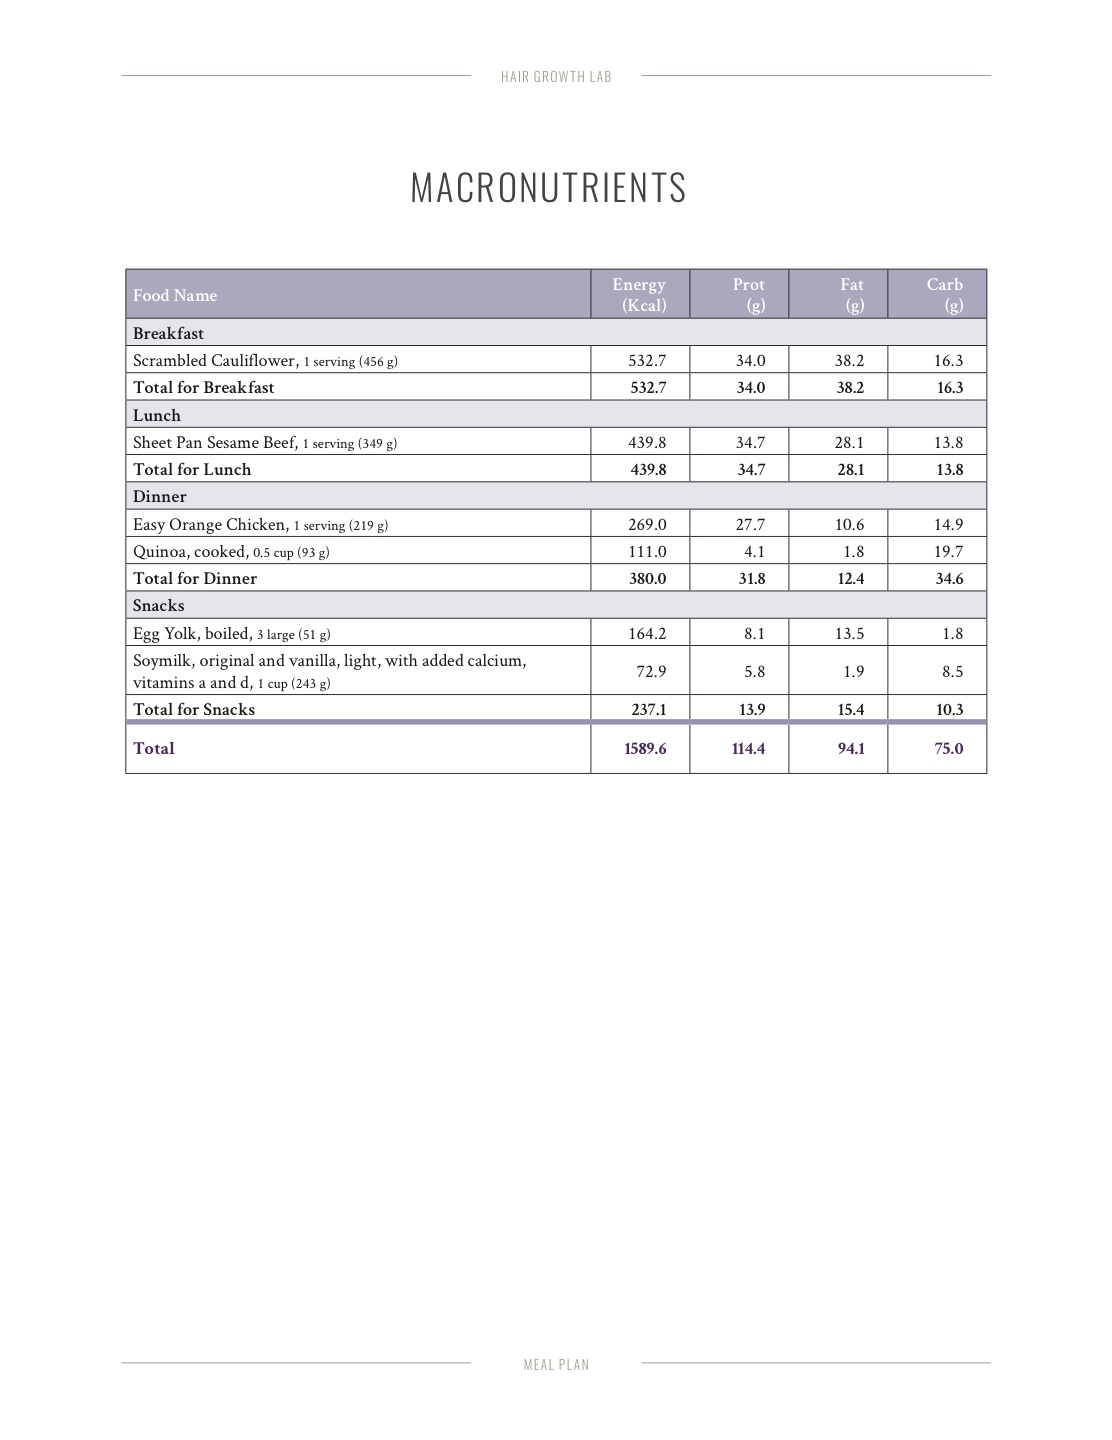 HAIR GROWTH LAB
MACRONUTRIENTS
Food Name Energy (Kcal) Prot (g) Fat (g) Carb (g)
Breakfast
Scrambled Cauliflower, 1 serving (456 g) 532.7 34.0 38.2 16.3
Total for Breakfast 532.7 34.0 38.2 16.3
Lunch
Sheet Pan Sesame Beef, 1 serving (349 g) 439.8 34.7 28.1 13.8
Total for Lunch 439.8 34.7 28.1 13.8
Dinner
Easy Orange Chicken, 1 serving (219 g) 269.0 27.7 10.6 14.9
Quinoa, cooked, 0.5 cup (93 g) 111.0 4.1 1.8 19.7
Total for Dinner 380.0 31.8 12.4 34.6
Snacks
Egg Yolk, boiled, 3 large (51 g) 164.2 8.1 13.5 1.8
Soymilk, original and vanilla, light, with added calcium,
vitamins a and d, 1 cup (243 g) 72.9 5.8 1.9 8.5
Total for Snacks 237.1 13.9 15.4 10.3
Total 1589.6 114.4 94.1 75.0
MEAL PLAN